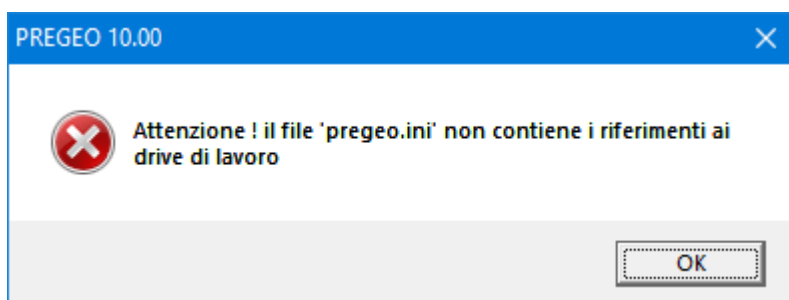 PREGEO 10.00
Attenzione ! il file 'pregeo.ini' non contiene i riferimenti ai
drive di lavoro
OK